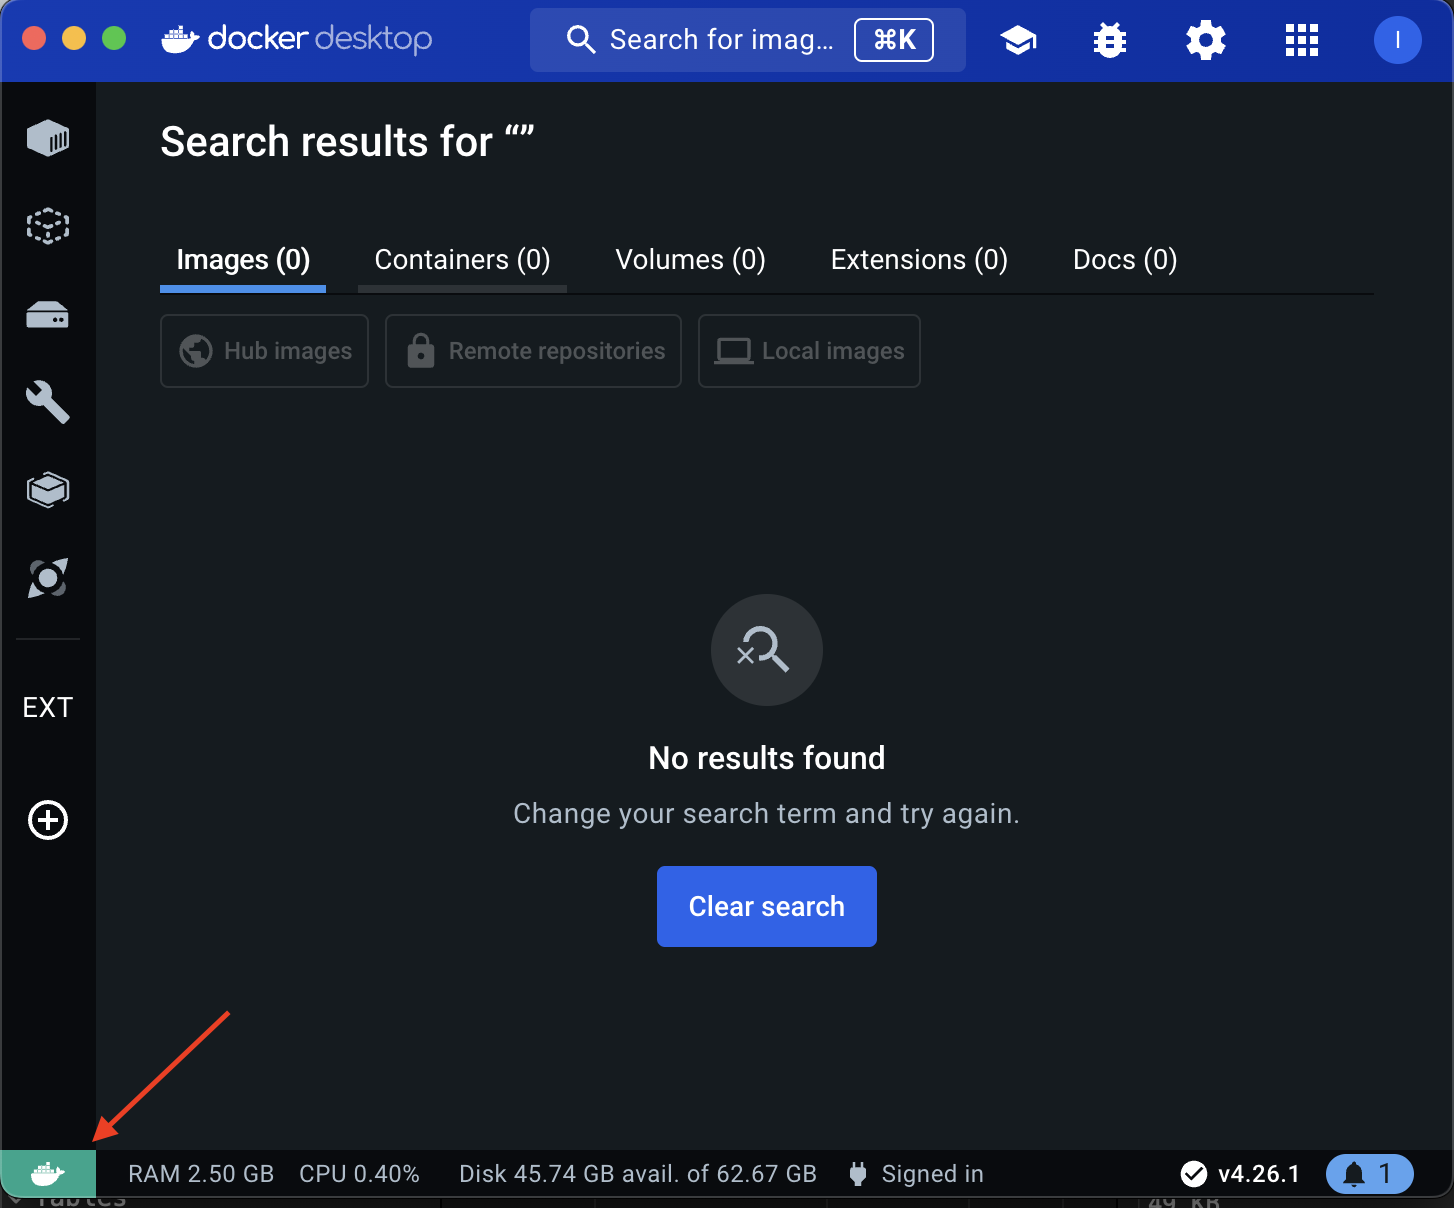 docker desktop
Search for imag...
⌘K
I
Search results for “”
Images (0)
Containers (0)
Volumes (0)
Extensions (0)
Docs (0)
Hub images
Remote repositories
Local images
EXT
No results found
Change your search term and try again.
Clear search
RAM 2.50 GB
CPU 0.40%
Disk 45.74 GB avail. of 62.67 GB
Signed in
v4.26.1
1
Tables
49 KB